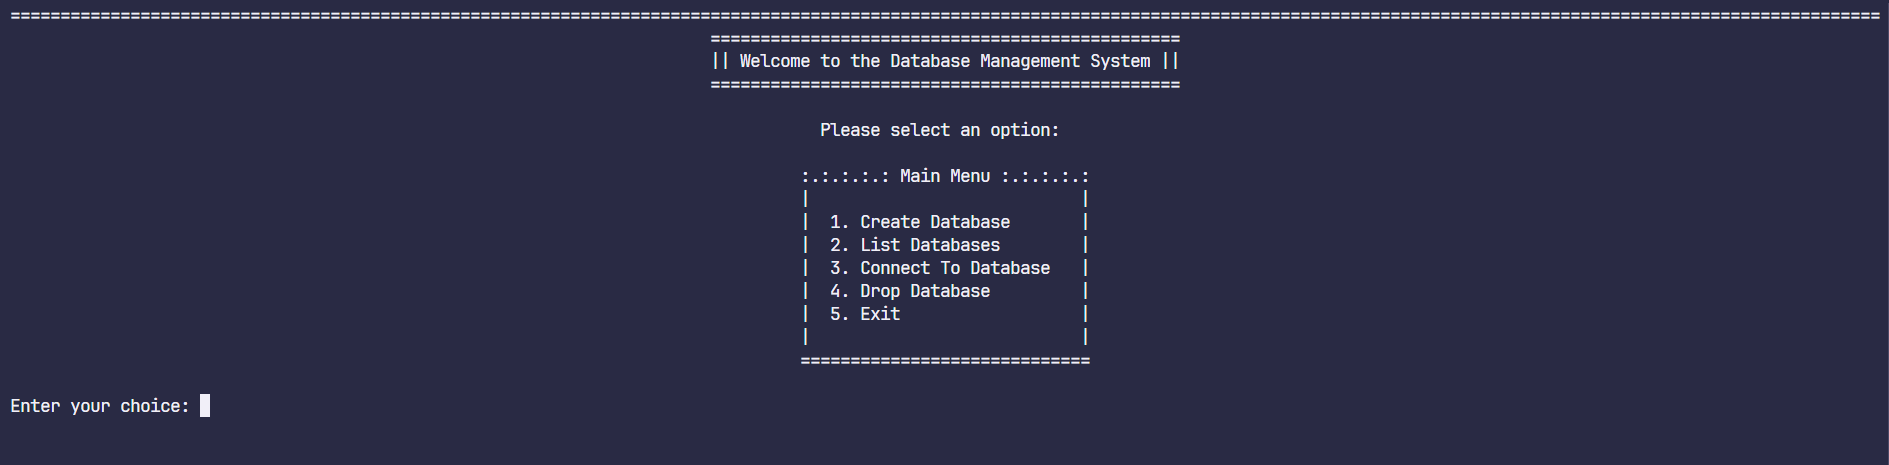 ===========================================================================================================================================================================================
===============================================
|| Welcome to the Database Management System ||
===============================================
Please select an option:
:.:.:.:.: Main Menu :.:.:.:.:
|                           |
|  1. Create Database       |
|  2. List Databases        |
|  3. Connect To Database   |
|  4. Drop Database         |
|  5. Exit                  |
|                           |
=============================
Enter your choice: